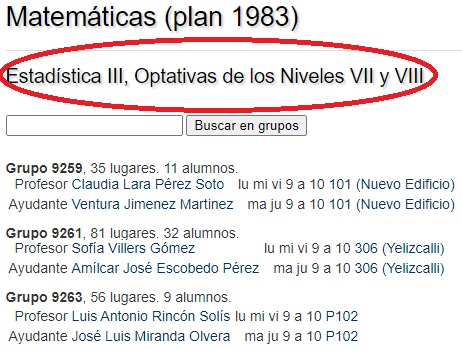 Matemáticas (plan 1983)
Estadística III, Optativas de los Niveles VII y VIII
Buscar en grupos
Grupo 9259, 35 lugares. 11 alumnos.
Profesor Claudia Lara Pérez Soto lu mi vi 9 a 10 101 (Nuevo Edificio)
Ayudante Ventura Jimenez Martinez ma ju 9 a 10 101 (Nuevo Edificio)
Grupo 9261, 81 lugares. 32 alumnos.
Profesor Sofía Villers Gómez lu mi vi 9 a 10 306 (Yelizcalli)
Ayudante Amílcar José Escobedo Pérez ma ju 9 a 10 306 (Yelizcalli)
Grupo 9263, 56 lugares. 9 alumnos.
Profesor Luis Antonio Rincón Solís lu mi vi 9 a 10 P102
Ayudante José Luis Miranda Olvera ma ju 9 a 10 P102